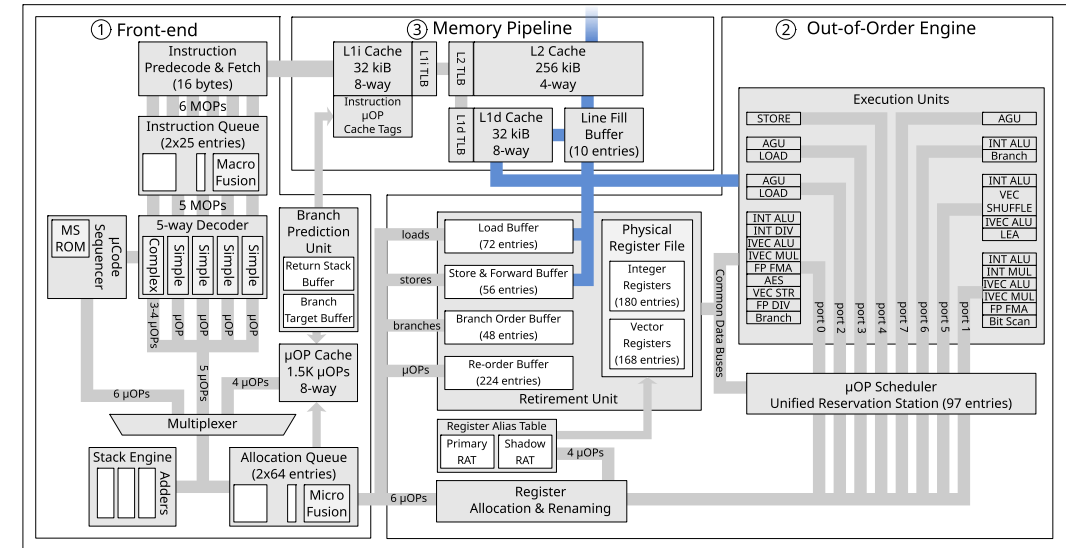 ① Front-end
Instruction
Predecode & Fetch
(16 bytes)
6 MOPs
Instruction Queue
(2x25 entries)
Macro
Fusion
5 MOPs
MS
ROM
µCode
Sequencer
5-way Decoder
Complex
Simple
Simple
Simple
Simple
3-4 µOPs
µOP
µOP
µOP
µOP
5 µOPs
6 µOPs
4 µOPs
Multiplexer
Stack Engine
Adders
Allocation Queue
(2x64 entries)
Micro
Fusion
Branch
Prediction
Unit
Return Stack
Buffer
Branch
Target Buffer
µOP Cache
1.5K µOPs
8-way
③ Memory Pipeline
L1i Cache
32 kiB
8-way
L1i TLB
Instruction
µOP
Cache Tags
L2 TLB
L2 Cache
256 kiB
4-way
L1d TLB
L1d Cache
32 kiB
8-way
Line Fill
Buffer
(10 entries)
② Out-of-Order Engine
loads
stores
branches
µOPs
Load Buffer
(72 entries)
Store & Forward Buffer
(56 entries)
Branch Order Buffer
(48 entries)
Re-order Buffer
(224 entries)
Physical
Register File
Integer
Registers
(180 entries)
Vector
Registers
(168 entries)
Retirement Unit
Register Alias Table
Primary
RAT
Shadow
RAT
4 µOPs
6 µOPs
Register
Allocation & Renaming
Common Data Buses
Execution Units
STORE
AGU
LOAD
AGU
LOAD
INT ALU
INT DIV
IVEC ALU
IVEC MUL
FP FMA
AES
VEC STR
FP DIV
Branch
AGU
INT ALU
Branch
INT ALU
VEC
SHUFFLE
IVEC ALU
LEA
INT ALU
INT MUL
IVEC ALU
IVEC MUL
FP FMA
Bit Scan
port 0
port 2
port 3
port 4
port 7
port 6
port 5
port 1
µOP Scheduler
Unified Reservation Station (97 entries)